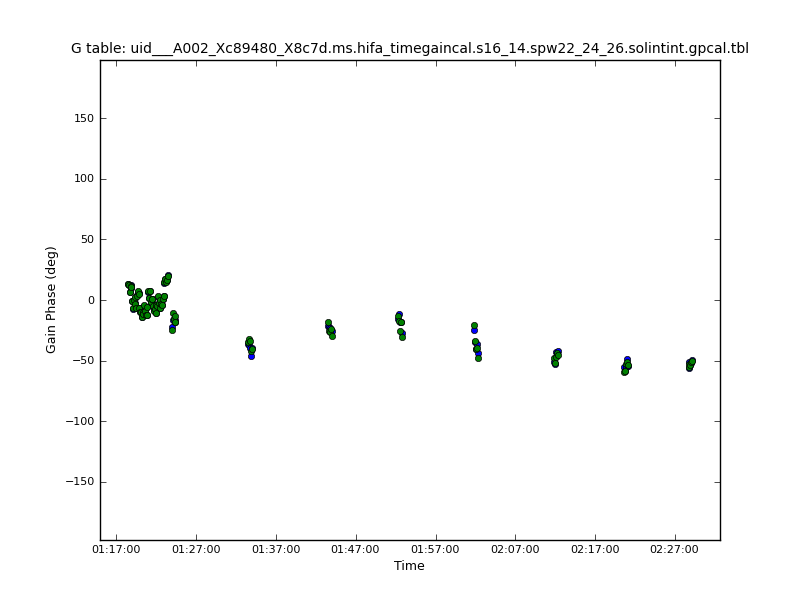 G table: uid___A002_Xc89480_X8c7d.ms.hifa_timegaincal.s16_14.spw22_24_26.solintint.gpcal.tbl
150
100
50
0
−50
−100
−150
Gain Phase (deg)
01:17:00 01:27:00 01:37:00 01:47:00 01:57:00 02:07:00 02:17:00 02:27:00
Time